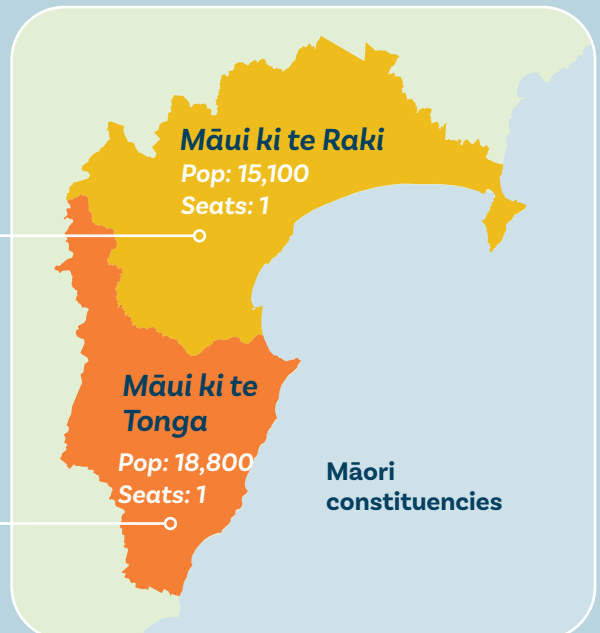 Māui ki te Raki
Pop: 15,100
Seats: 1
Māui ki te
Tonga
Pop: 18,800
Seats: 1
Māori
constituencies